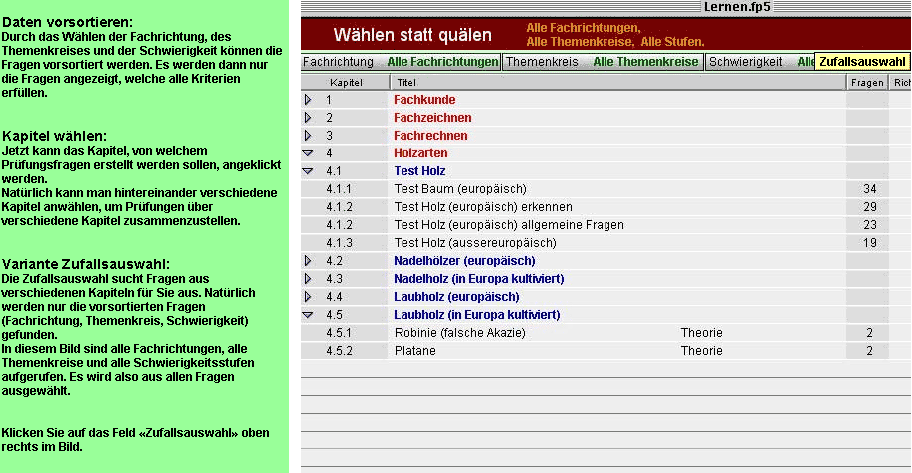 Daten vorsortieren:
Durch das Wählen der Fachrichtung, des
Themenkreises und der Schwierigkeit können die
Fragen vorsortiert werden. Es werden dann nur
die Fragen angezeigt, welche alle Kriterien
erfüllen.
Kapitel wählen:
Jetzt kann das Kapitel, von welchem
Prüfungsfragen erstellt werden sollen, angeklickt
werden.
Natürlich kann man hintereinander verschiedene
Kapitel anwählen, um Prüfungen über
verschiedene Kapitel zusammenzustellen.
Variante Zufallsauswahl:
Die Zufallsauswahl sucht Fragen aus
verschiedenen Kapiteln für Sie aus. Natürlich
werden nur die vorsortierten Fragen
(Fachrichtung, Themenkreis, Schwierigkeit)
gefunden.
In diesem Bild sind alle Fachrichtungen, alle
Themenkreise und alle Schwierigkeitsstufen
aufgerufen. Es wird also aus allen Fragen
ausgewählt.
Klicken Sie auf das Feld «Zufallsauswahl» oben
rechts im Bild.
Lernen.fp5
Wählen statt quälen
Alle Fachrichtungen,
Alle Themenkreise, Alle Stufen.
Fachrichtung Alle Fachrichtungen Themenkreis Alle Themenkreise Schwierigkeit Alle Zufallsauswahl
Kapitel Titel Fragen Rich
1 Fachkunde
2 Fachzeichnen
3 Fachrechnen
4 Holzarten
4.1 Test Holz
4.1.1 Test Baum (europäisch) 34
4.1.2 Test Holz (europäisch) erkennen 29
4.1.2 Test Holz (europäisch) allgemeine Fragen 23
4.1.3 Test Holz (aussereuropäisch) 19
4.2 Nadelhölzer (europäisch)
4.3 Nadelholz (in Europa kultiviert)
4.4 Laubholz (europäisch)
4.5 Laubholz (in Europa kultiviert)
4.5.1 Robinie (falsche Akazie) Theorie 2
4.5.2 Platane Theorie 2